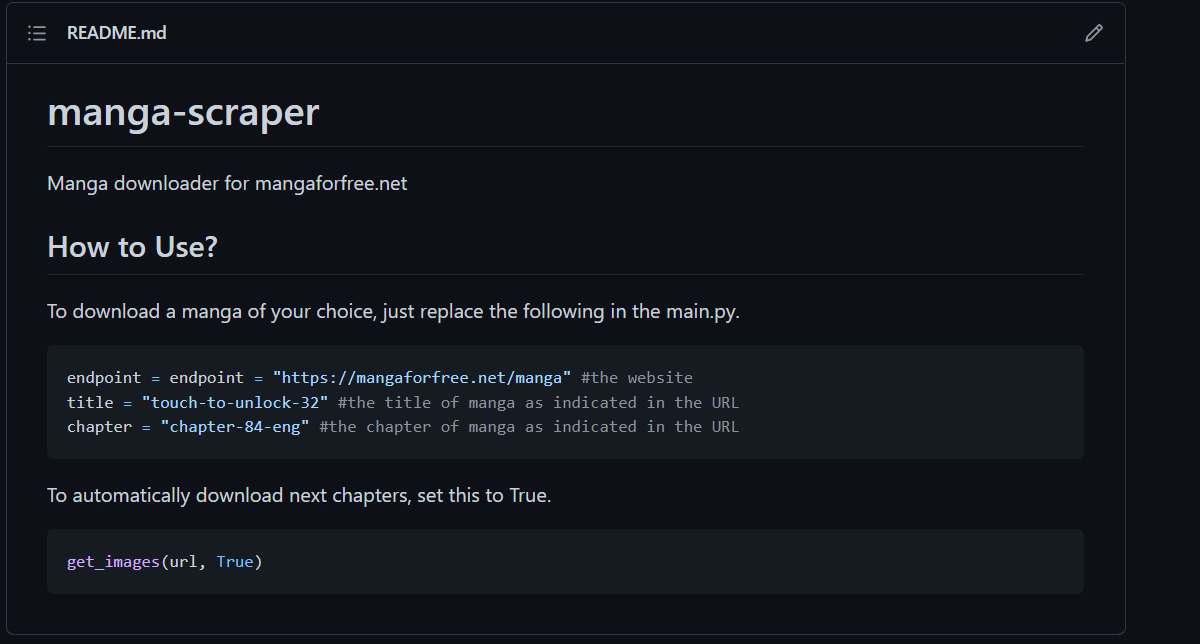 README.md
manga-scraper
Manga downloader for mangaforfree.net
How to Use?
To download a manga of your choice, just replace the following in the main.py.
endpoint = endpoint = "https://mangaforfree.net/manga" #the website
title = "touch-to-unlock-32" #the title of manga as indicated in the URL
chapter = "chapter-84-eng" #the chapter of manga as indicated in the URL
To automatically download next chapters, set this to True.
get_images(url, True)